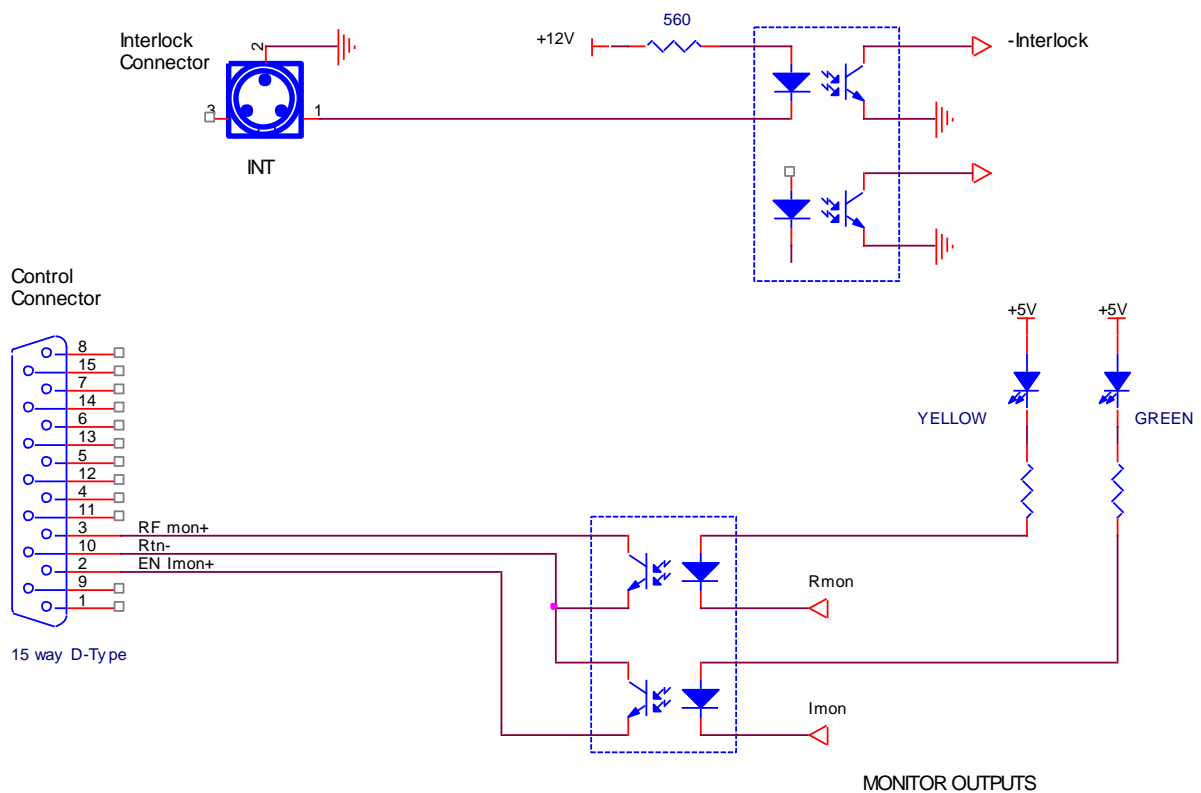 560
+12V
-Interlock
Interlock
Connector
2
3
1
INT
Control
Connector
8
15
7
14
6
13
5
12
4
11
3
10
2
9
1
RF mon+
Rtn-
EN Imon+
15 way D-Type
+5V
+5V
YELLOW
GREEN
Rmon
Imon
MONITOR OUTPUTS